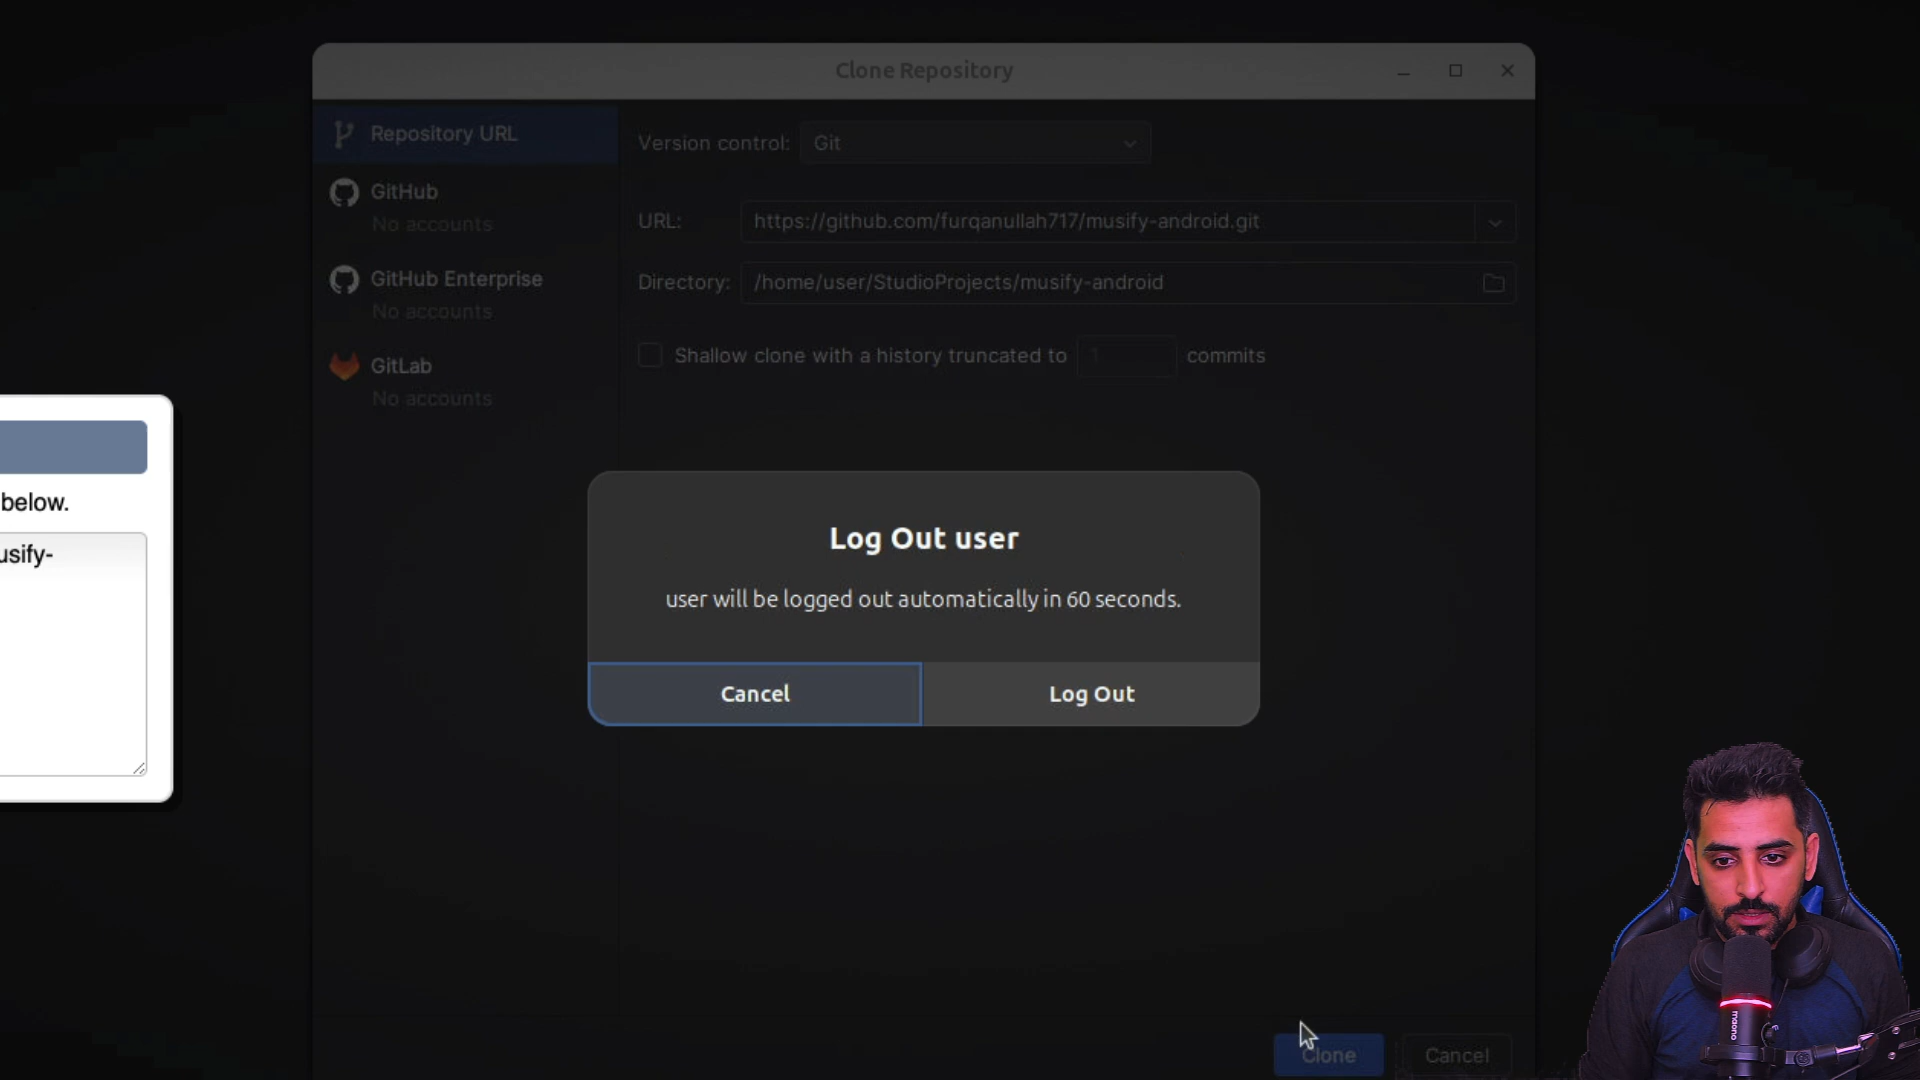 Clone Repository
Repository URL
GitHub
No accounts
GitHub Enterprise
No accounts
GitLab
No accounts
Version control: Git
URL: https://github.com/furqanullah717/musify-android.git
Directory: /home/user/StudioProjects/musify-android
Shallow clone with a history truncated to 1 commits
below.
usify-
Log Out user
user will be logged out automatically in 60 seconds.
Cancel
Log Out
Clone
Cancel
maono